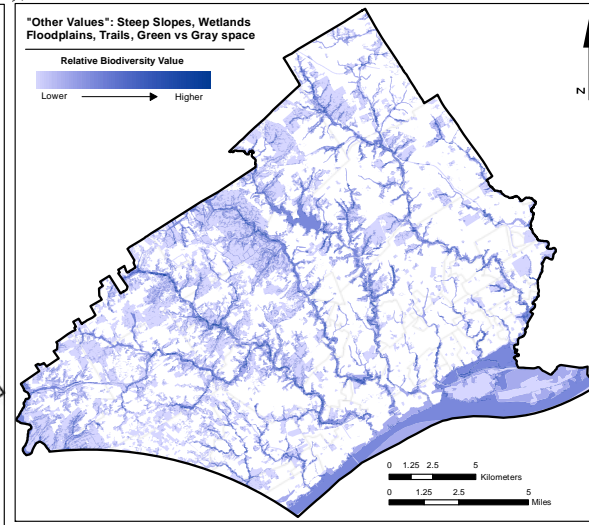 "Other Values": Steep Slopes, Wetlands
Floodplains, Trails, Green vs Gray space
Relative Biodiversity Value
Lower Higher
N
0 1.25 2.5 5
Kilometers
0 1.25 2.5 5
Miles